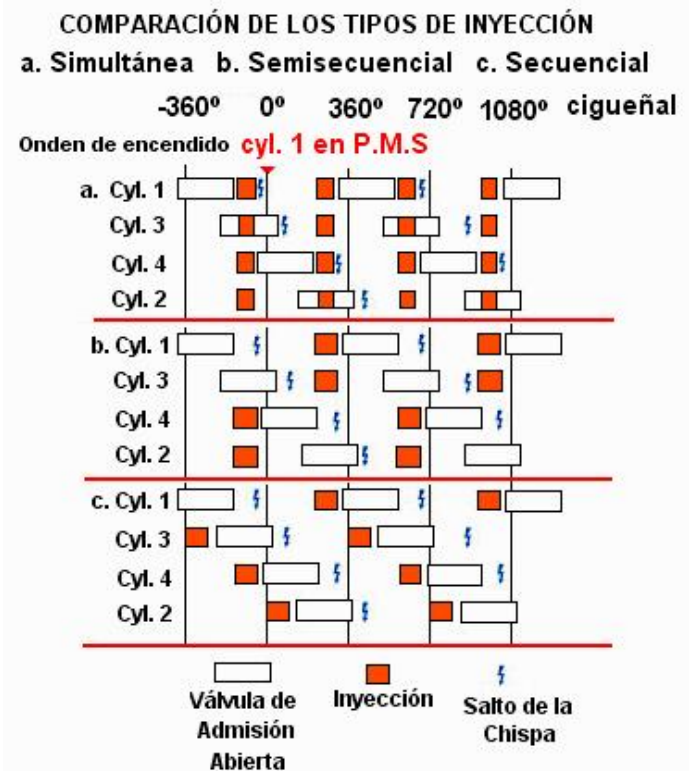 COMPARACIÓN DE LOS TIPOS DE INYECCIÓN
a. Simultánea b. Semisecuencial c. Secuencial
-360º 0º 360º 720º 1080º cigueñal
Onden de encendido cyl. 1 en P.M.S
a. Cyl. 1
Cyl. 3
Cyl. 4
Cyl. 2
b. Cyl. 1
Cyl. 3
Cyl. 4
Cyl. 2
c. Cyl. 1
Cyl. 3
Cyl. 4
Cyl. 2
Válvula de
Admisión
Abierta
Inyección
Salto de la
Chispa